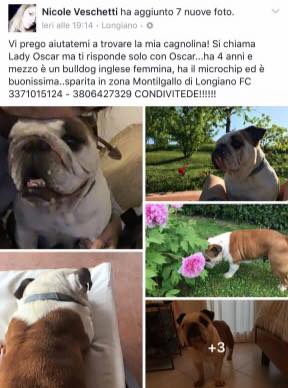 Nicole Veschetti ha aggiunto 7 nuove foto.
Ieri alle 19:14 · Longiano ·
Vi prego aiutatemi a trovare la mia cagnolina! Si chiama
Lady Oscar ma ti risponde solo con Oscar...ha 4 anni e
mezzo è un bulldog inglese femmina, ha il microchip ed è
buonissima..sparita in zona Montilgallo di Longiano FC
3371015124 - 3806427329 CONDIVITEDE!!!!!!
+3